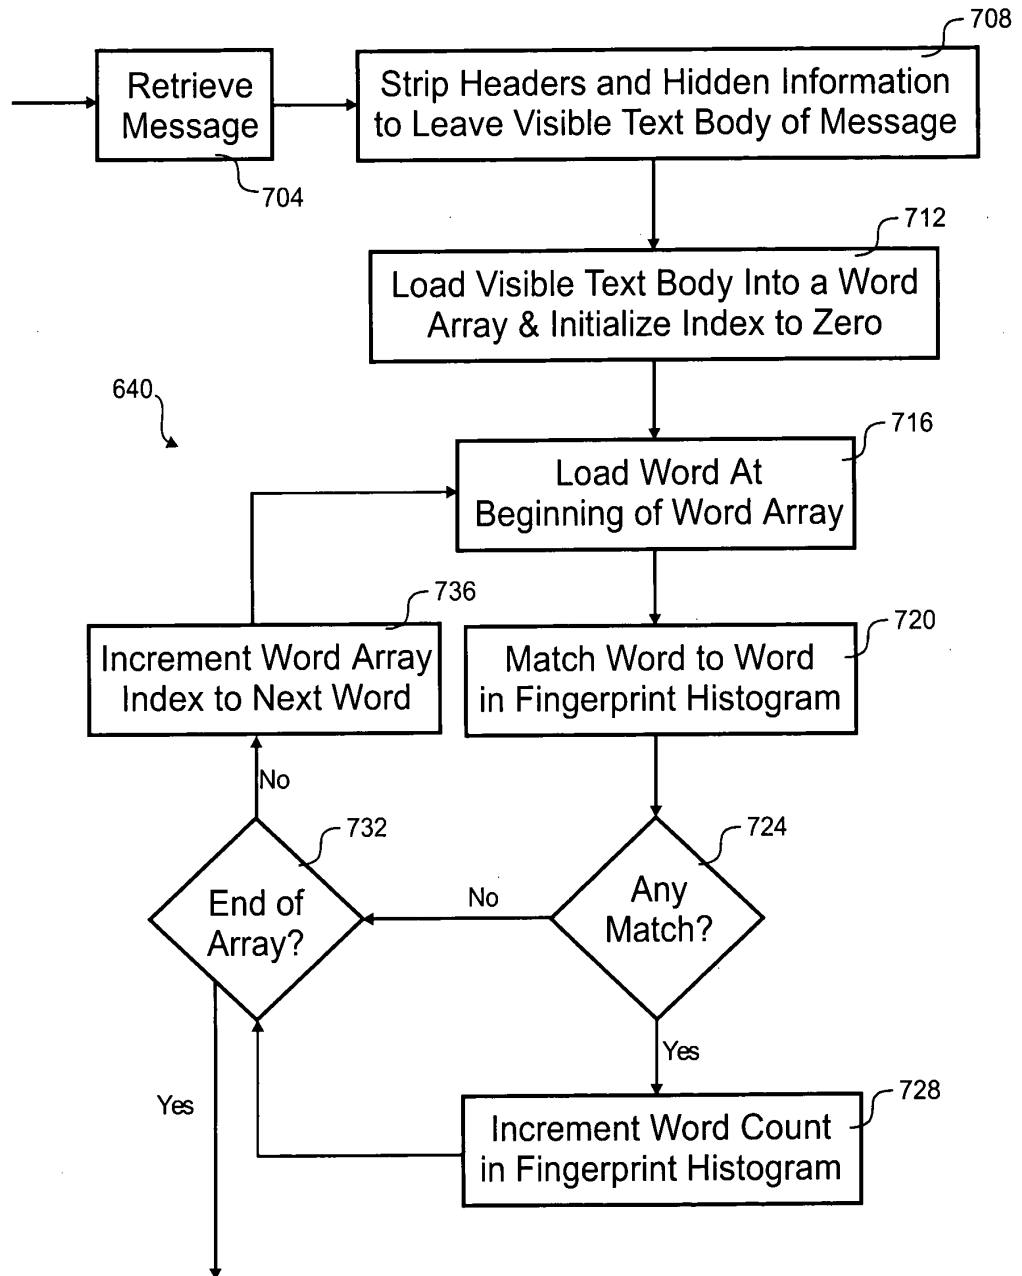 708
Retrieve
Message
704
Strip Headers and Hidden Information
to Leave Visible Text Body of Message
712
Load Visible Text Body Into a Word
Array & Initialize Index to Zero
640
716
Load Word At
Beginning of Word Array
736
Increment Word Array
Index to Next Word
720
Match Word to Word
in Fingerprint Histogram
No
732
End of
Array?
No
724
Any
Match?
Yes
Yes
728
Increment Word Count
in Fingerprint Histogram